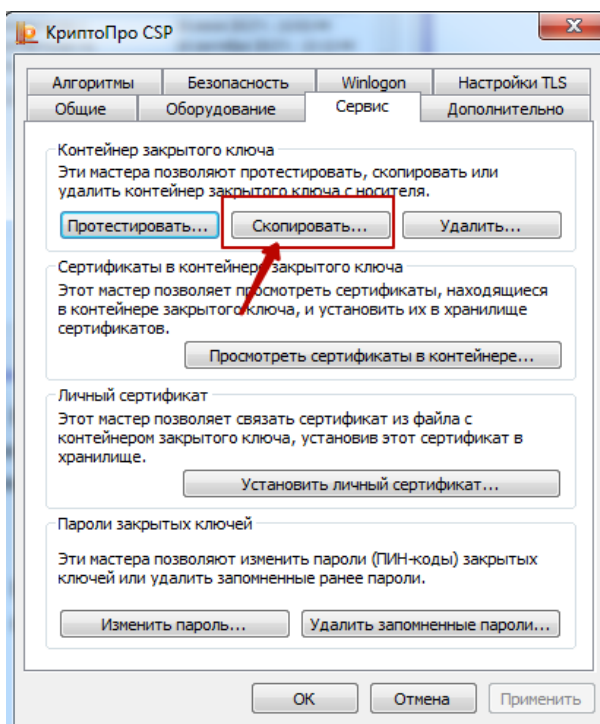 КриптоПро CSP
Алгоритмы Безопасность Winlogon Настройки TLS
Общие Оборудование Сервис Дополнительно
Контейнер закрытого ключа
Эти мастера позволяют протестировать, скопировать или
удалить контейнер закрытого ключа с носителя.
Протестировать... Скопировать... Удалить...
Сертификаты в контейнере закрытого ключа
Этот мастер позволяет просмотреть сертификаты, находящиеся
в контейнере закрытого ключа, и установить их в хранилище
сертификатов.
Просмотреть сертификаты в контейнере...
Личный сертификат
Этот мастер позволяет связать сертификат из файла с
контейнером закрытого ключа, установив этот сертификат в
хранилище.
Установить личный сертификат...
Пароли закрытых ключей
Эти мастера позволяют изменить пароли (ПИН-коды) закрытых
ключей или удалить запомненные ранее пароли.
Изменить пароль... Удалить запомненные пароли...
ОК Отмена Применить